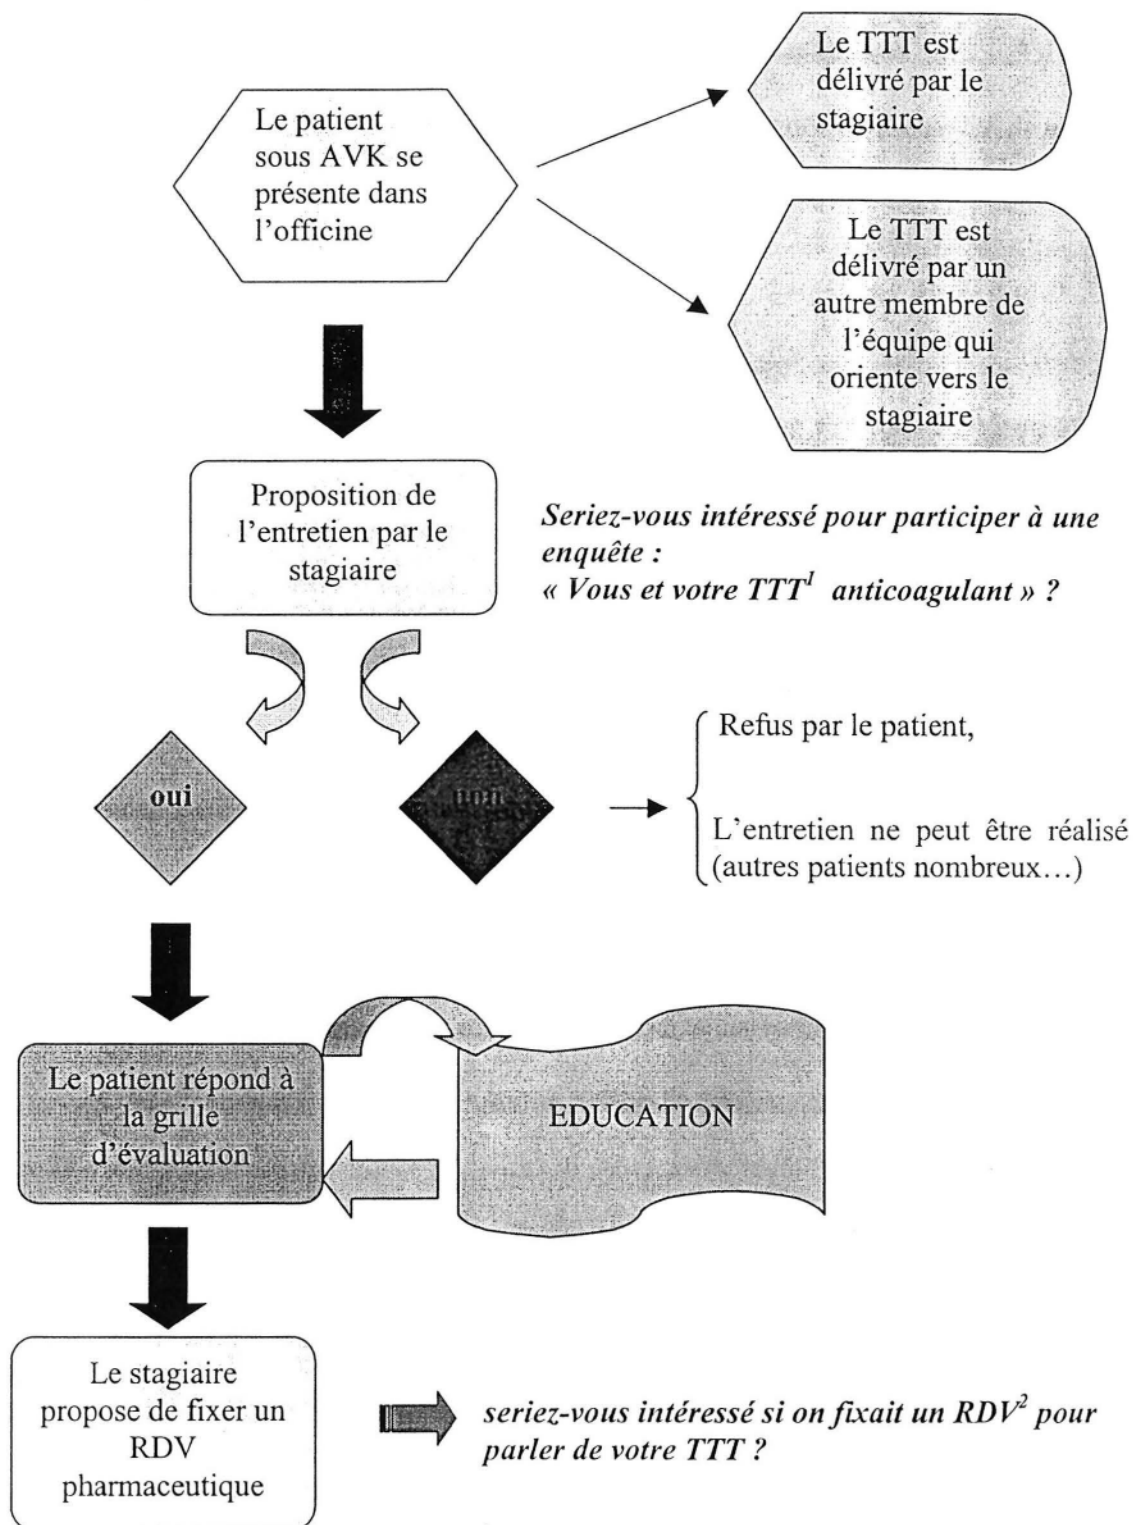 Le patient
sous AVK se
présente dans
l'officine
Le TTT est
délivré par le
stagiaire
Le TTT est
délivré par un
autre membre de
l'équipe qui
oriente vers le
stagiaire
Proposition de
l'entretien par le
stagiaire
Seriez-vous intéressé pour participer à une
enquête :
« Vous et votre TTT¹ anticoagulant » ?
oui
non
Refus par le patient,
L'entretien ne peut être réalisé
(autres patients nombreux…)
Le patient répond à
la grille
d'évaluation
EDUCATION
Le stagiaire
propose de fixer un
RDV
pharmaceutique
seriez-vous intéressé si on fixait un RDV² pour
parler de votre TTT ?